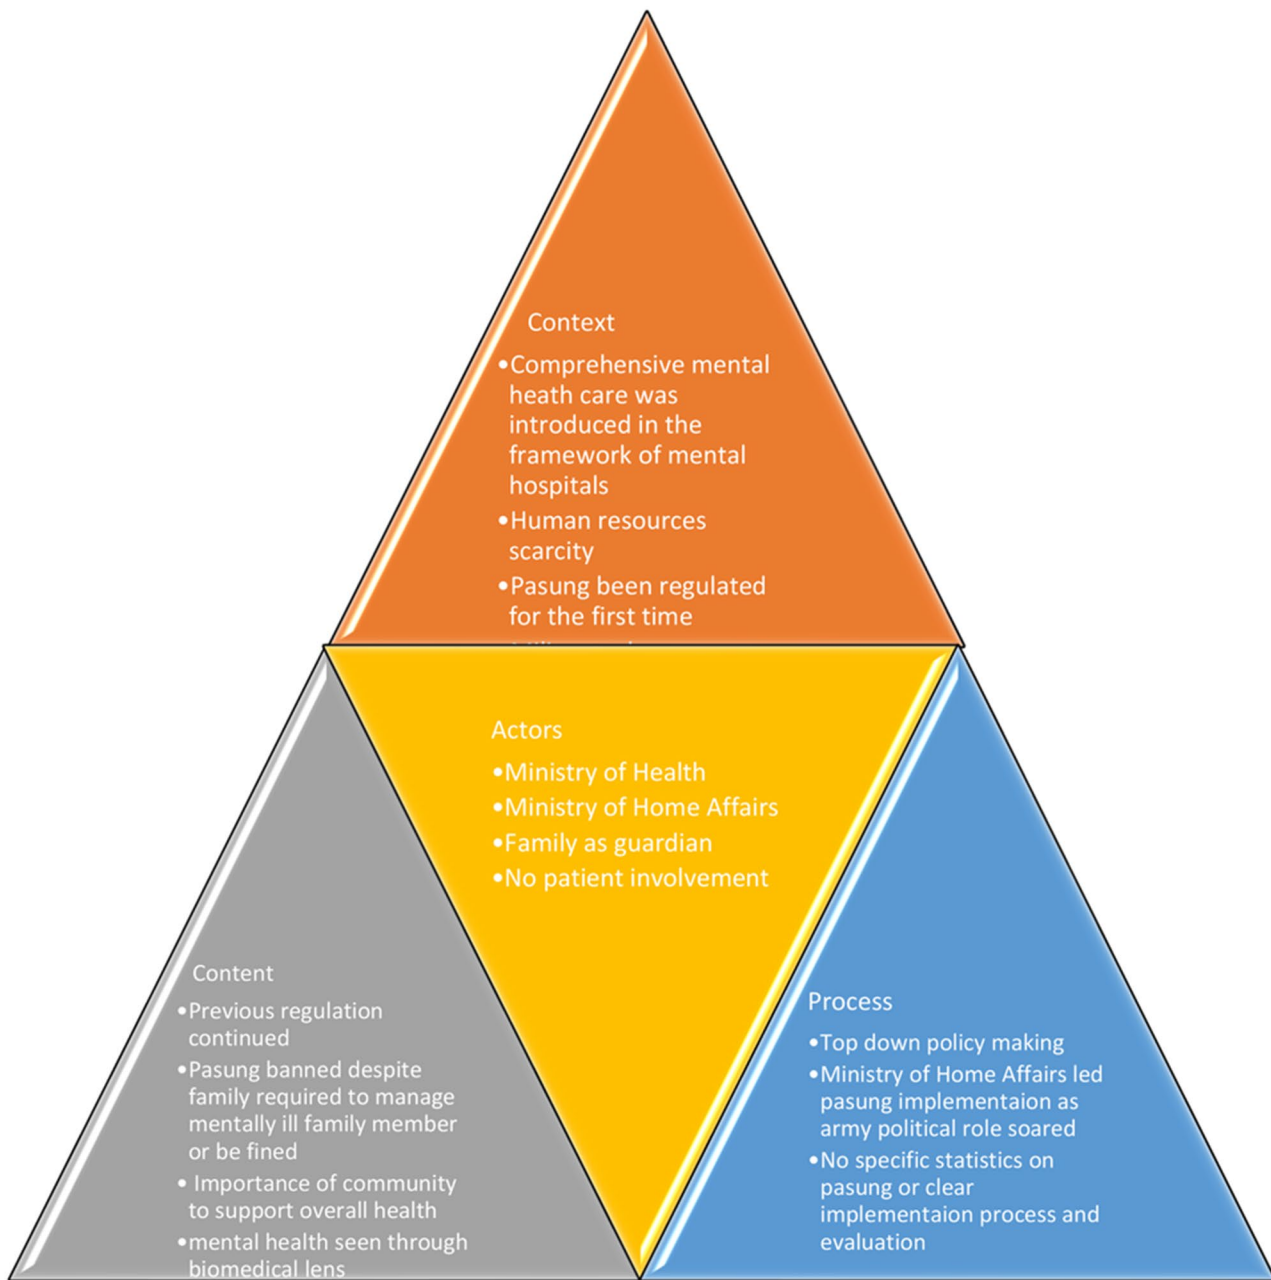 Context
•Comprehensive mental
heath care was
introduced in the
framework of mental
hospitals
•Human resources
scarcity
•Pasung been regulated
for the first time
Actors
•Ministry of Health
•Ministry of Home Affairs
•Family as guardian
•No patient involvement
Content
•Previous regulation
continued
•Pasung banned despite
family required to manage
mentally ill family member
or be fined
• Importance of community
to support overall health
•mental health seen through
biomedical lens
Process
•Top down policy making
•Ministry of Home Affairs led
pasung implementaion as
army political role soared
•No specific statistics on
pasung or clear
implementaion process and
evaluation